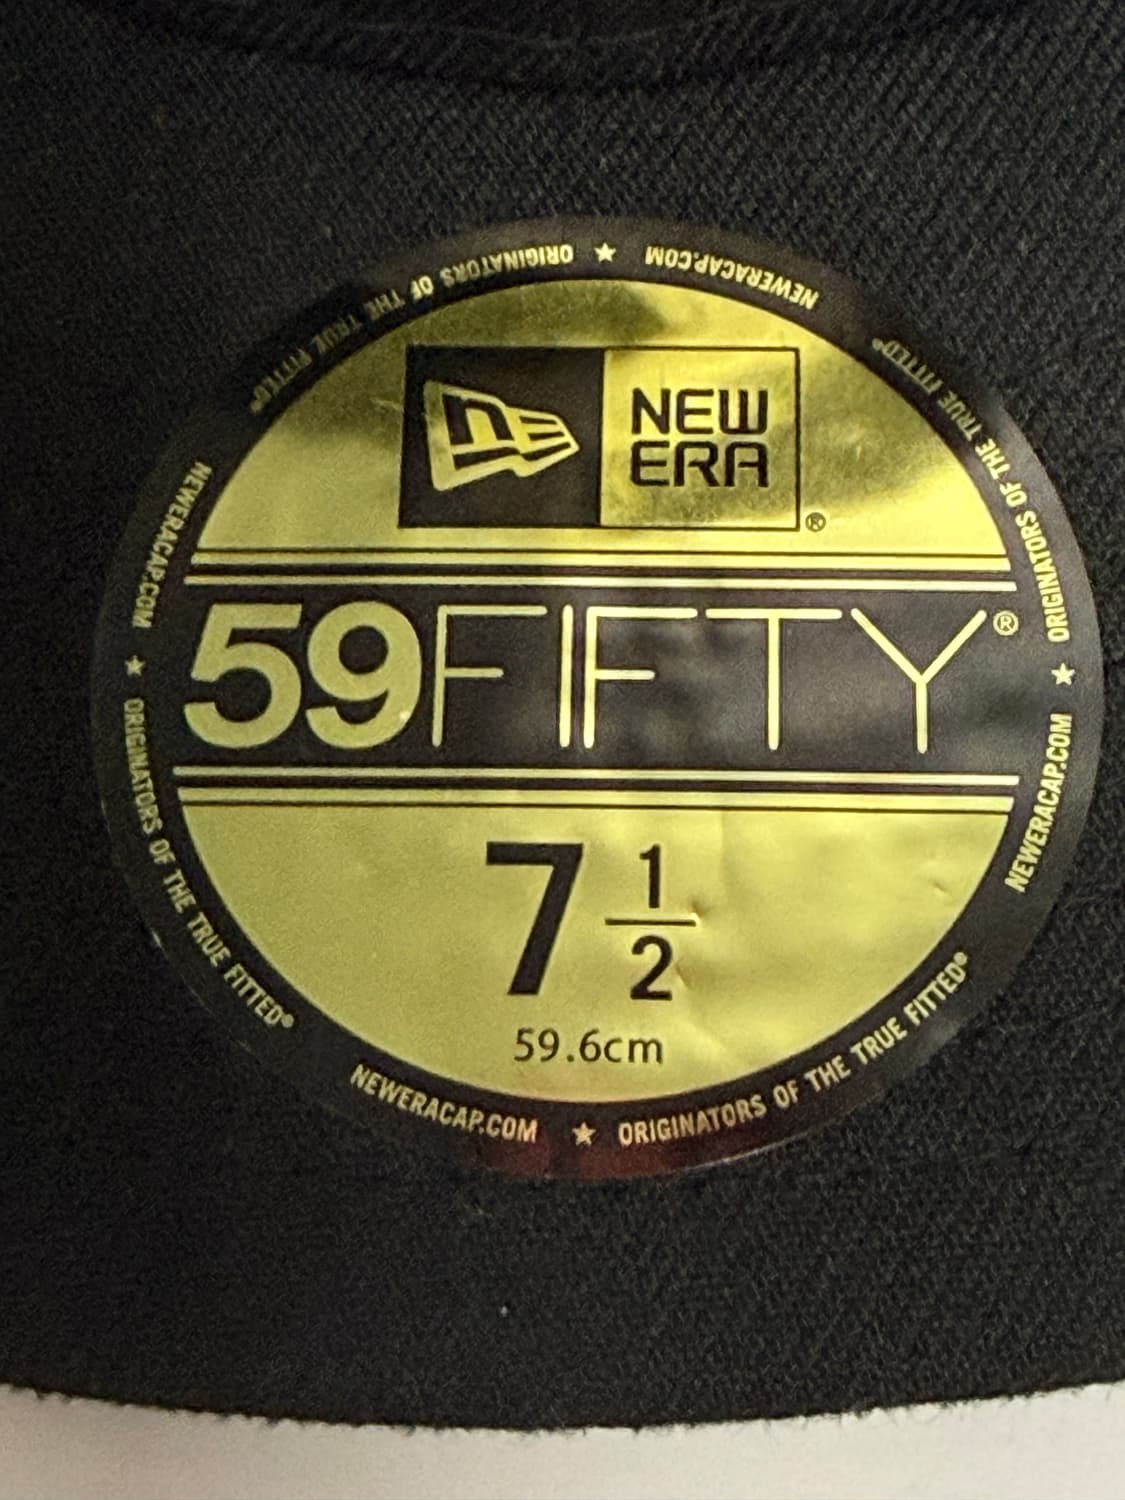 NEW
ERA
®
59FIFTY®
7 1/2
59.6cm
NEWERACAP.COM ★ ORIGINATORS OF THE TRUE FITTED®
NEWERACAP.COM ★ ORIGINATORS OF THE TRUE FITTED®
NEWERACAP.COM ★ ORIGINATORS OF THE TRUE FITTED®
NEWERACAP.COM ★ ORIGINATORS OF THE TRUE FITTED®